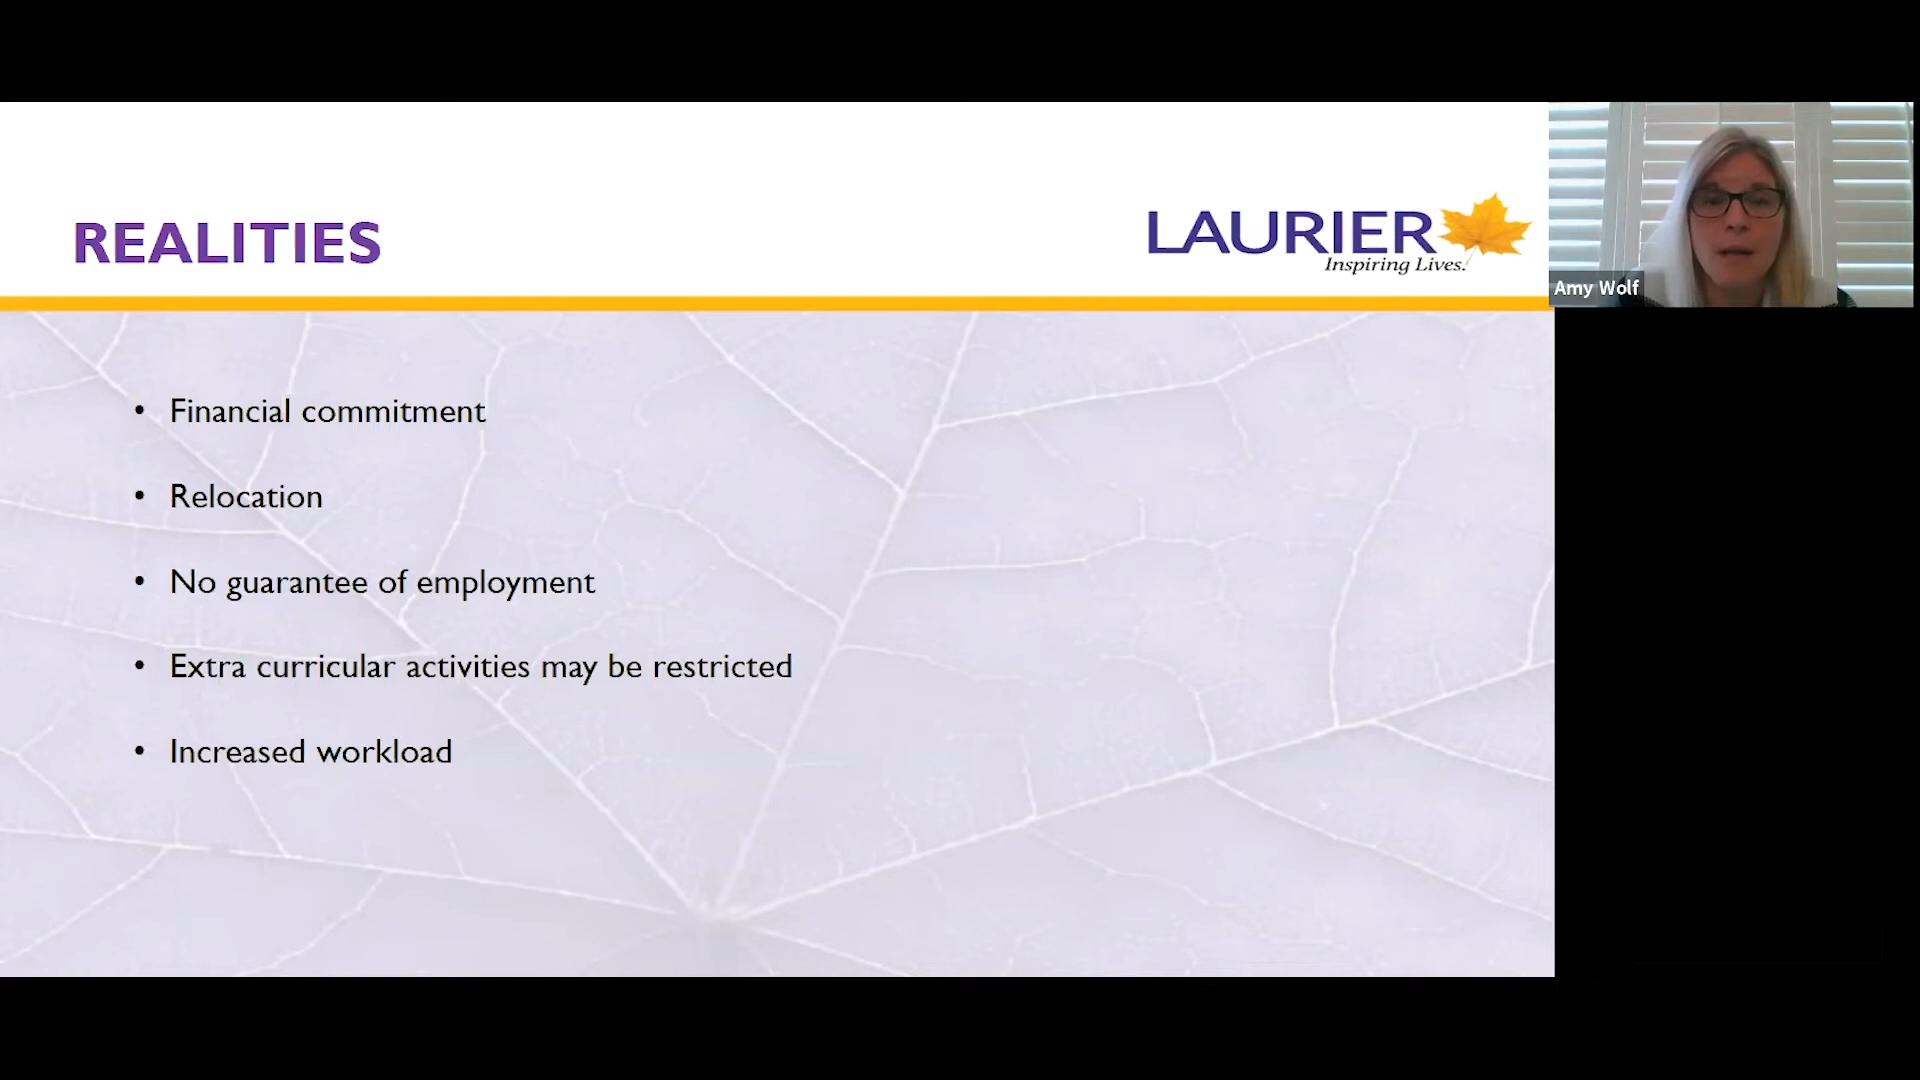 REALITIES
LAURIER
Inspiring Lives.
Amy Wolf
• Financial commitment
• Relocation
• No guarantee of employment
• Extra curricular activities may be restricted
• Increased workload